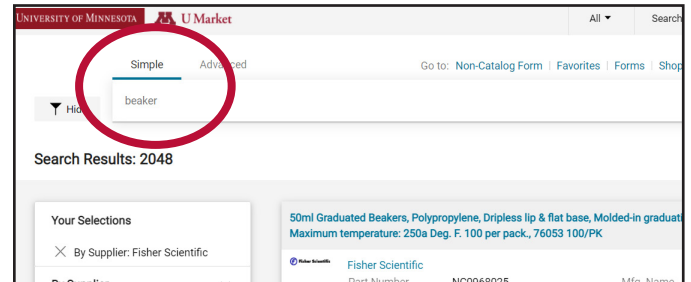 UNIVERSITY OF MINNESOTA U Market All Search
Simple Advanced Go to: Non-Catalog Form | Favorites | Forms | Shop
beaker
Search Results: 2048
Your Selections
By Supplier: Fisher Scientific
50ml Graduated Beakers, Polypropylene, Dripless lip & flat base, Molded-in graduati
Maximum temperature: 250a Deg. F. 100 per pack., 76053 100/PK
Fisher Scientific Fisher Scientific
Part Number NC0968025 Mfg. Name